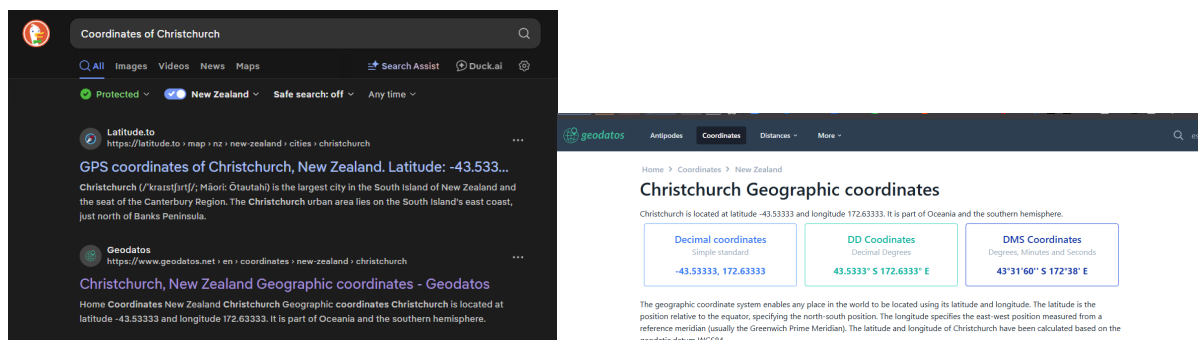 Coordinates of Christchurch
All Images Videos News Maps Search Assist Duck.ai
Protected New Zealand Safe search: off Any time
Latitude.to
https://latitude.to › map › nz › new-zealand › cities › christchurch
GPS coordinates of Christchurch, New Zealand. Latitude: -43.533...
Christchurch (/ˈkraɪstʃɜːrtʃ/; Māori: Ōtautahi) is the largest city in the South Island of New Zealand and
the seat of the Canterbury Region. The Christchurch urban area lies on the South Island's east coast,
just north of Banks Peninsula.
Geodatos
https://www.geodatos.net › en › coordinates › new-zealand › christchurch
Christchurch, New Zealand Geographic coordinates - Geodatos
Home Coordinates New Zealand Christchurch Geographic coordinates Christchurch is located at
latitude -43.53333 and longitude 172.63333. It is part of Oceania and the southern hemisphere.
geodatos Antipodes Coordinates Distances More es
Home > Coordinates > New Zealand
Christchurch Geographic coordinates
Christchurch is located at latitude -43.53333 and longitude 172.63333. It is part of Oceania and the southern hemisphere.
Decimal coordinates
Simple standard
-43.53333, 172.63333
DD Coodinates
Decimal Degrees
43.5333° S 172.6333° E
DMS Coordinates
Degrees, Minutes and Seconds
43°31'60'' S 172°38' E
The geographic coordinate system enables any place in the world to be located using its latitude and longitude. The latitude is the
position relative to the equator, specifying the north-south position. The longitude specifies the east-west position measured from a
reference meridian (usually the Greenwich Prime Meridian). The latitude and longitude of Christchurch have been calculated based on the
geodetic datum WGS84.